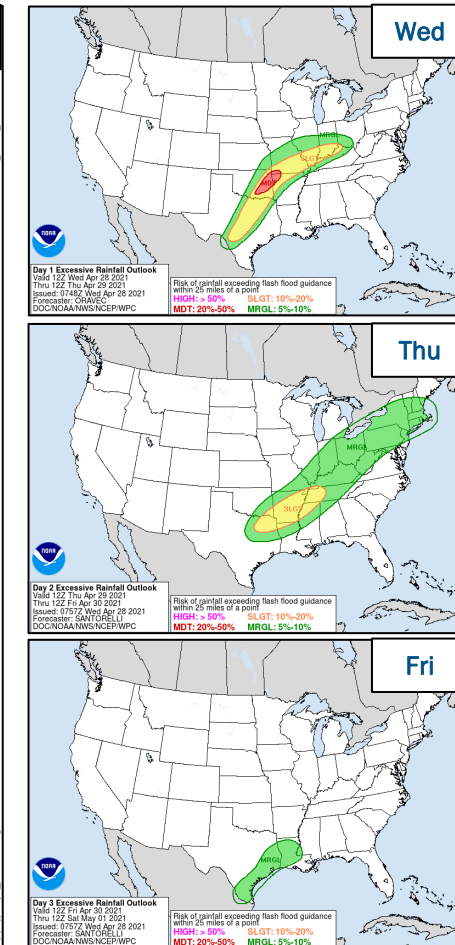 Wed
MRGL
SLGT
MDT
NOAA
Day 1 Excessive Rainfall Outlook
Valid 12Z Wed Apr 28 2021
Thru 12Z Thu Apr 29 2021
Issued: 0748Z Wed Apr 28 2021
Forecaster: ORAVEC
DOC/NOAA/NWS/NCEP/WPC
Risk of rainfall exceeding flash flood guidance
within 25 miles of a point
HIGH: > 50% SLGT: 10%-20%
MDT: 20%-50% MRGL: 5%-10%
Thu
MRGL
SLGT
NOAA
Day 2 Excessive Rainfall Outlook
Valid 12Z Thu Apr 29 2021
Thru 12Z Fri Apr 30 2021
Issued: 0757Z Wed Apr 28 2021
Forecaster: SANTORELLI
DOC/NOAA/NWS/NCEP/WPC
Risk of rainfall exceeding flash flood guidance
within 25 miles of a point
HIGH: > 50% SLGT: 10%-20%
MDT: 20%-50% MRGL: 5%-10%
Fri
MRGL
NOAA
Day 3 Excessive Rainfall Outlook
Valid 12Z Fri Apr 30 2021
Thru 12Z Sat May 01 2021
Issued: 0757Z Wed Apr 28 2021
Forecaster: SANTORELLI
DOC/NOAA/NWS/NCEP/WPC
Risk of rainfall exceeding flash flood guidance
within 25 miles of a point
HIGH: > 50% SLGT: 10%-20%
MDT: 20%-50% MRGL: 5%-10%